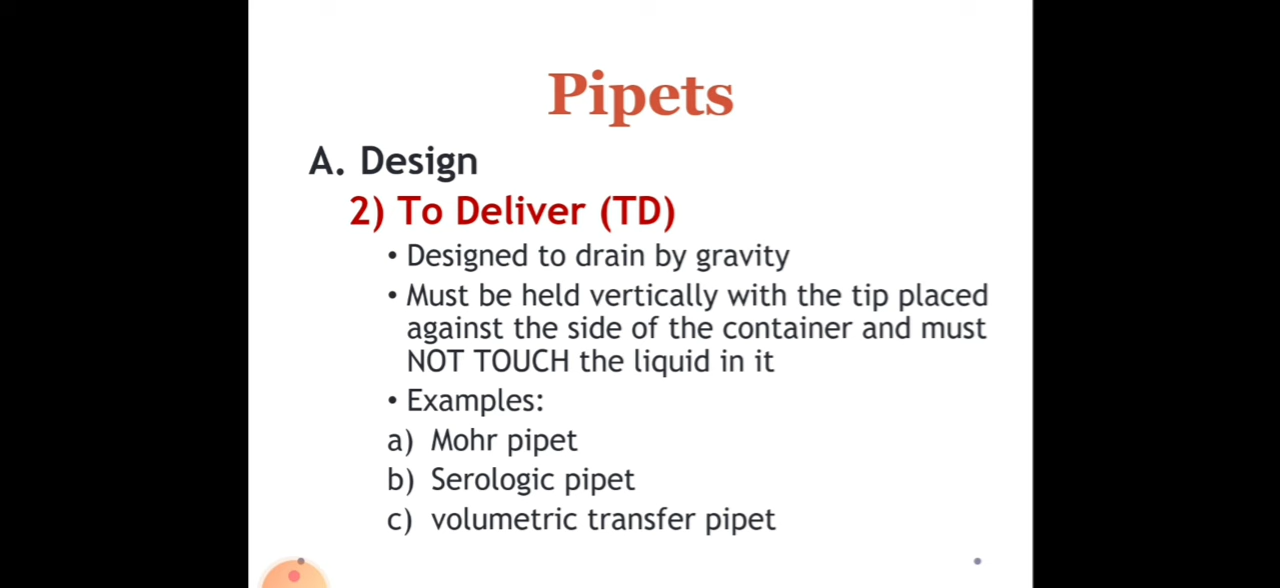 Pipets
A. Design
2) To Deliver (TD)
• Designed to drain by gravity
• Must be held vertically with the tip placed
against the side of the container and must
NOT TOUCH the liquid in it
• Examples:
a) Mohr pipet
b) Serologic pipet
c) volumetric transfer pipet